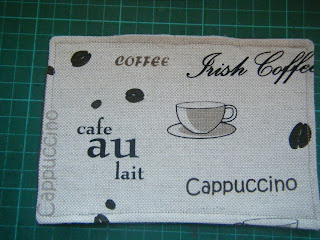 COFFEE
Irish Coffee
cafe
au
lait
Cappuccino
Cappuccino